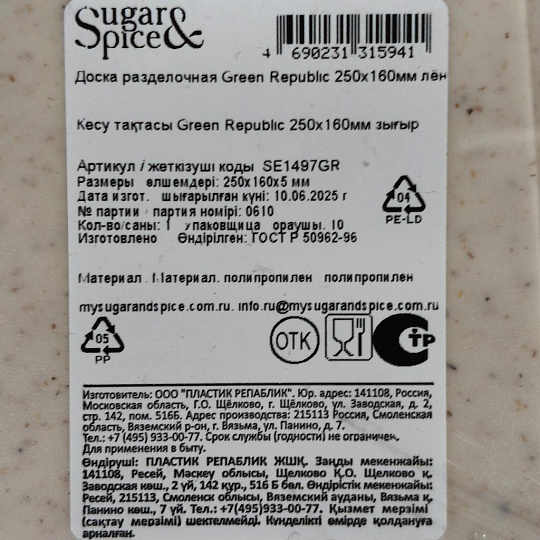 Sugar & Spice
4 690231 315941
Доска разделочная Green Republic 250x160мм лён
Кесу тақтасы Green Republic 250x160мм зығыр
Артикул / жеткізуші коды SE1497GR
Размеры өлшемдері: 250x160x5 мм
Дата изгот. шығырылған күні: 10.06.2025 г
№ партии партия номірі: 0610
Кол-во/саны: 1 упаковщица ораушы. 10
Изготовлено Өндірілген: ГОСТ Р 50962-96
04
PE-LD
Материал. Материал. полипропилен полипропилен
mysugarandspice.com.ru. info.ru@mysugarandspice.com.ru
05
PP
ОТК
СТР
Изготовитель: ООО "ПЛАСТИК РЕПАБЛИК". Юр. адрес: 141108, Россия,
Московская область, Г.О. Щёлково, г. Щёлково, ул. Заводская, д. 2,
стр. 142, пом. 516Б. Адрес производства: 215113 Россия, Смоленская
область, Вяземский р-он, г. Вязьма, ул. Панино, д. 7.
Тел.: +7 (495) 933-00-77. Срок службы (годности) не ограничен.
Для применения в быту.
Өндіруші: ПЛАСТИК РЕПАБЛИК ЖШҚ. Заңды мекенжайы:
141108, Ресей, Мәскеу облысы, Щелково Қ.О. Щелково қ.
Заводская көш., 2 үй, 142 құр., 516 Б бөл. Өндірістік мекенжайы:
Ресей, 215113, Смоленск облысы, Вяземский ауданы, Вязьма қ.
Панино көш., 7 үй. Тел.: +7(495)933-00-77. Қызмет мерзімі
(сақтау мерзімі) шектелмейді. Күнделікті өмірде қолдануға
арналған.